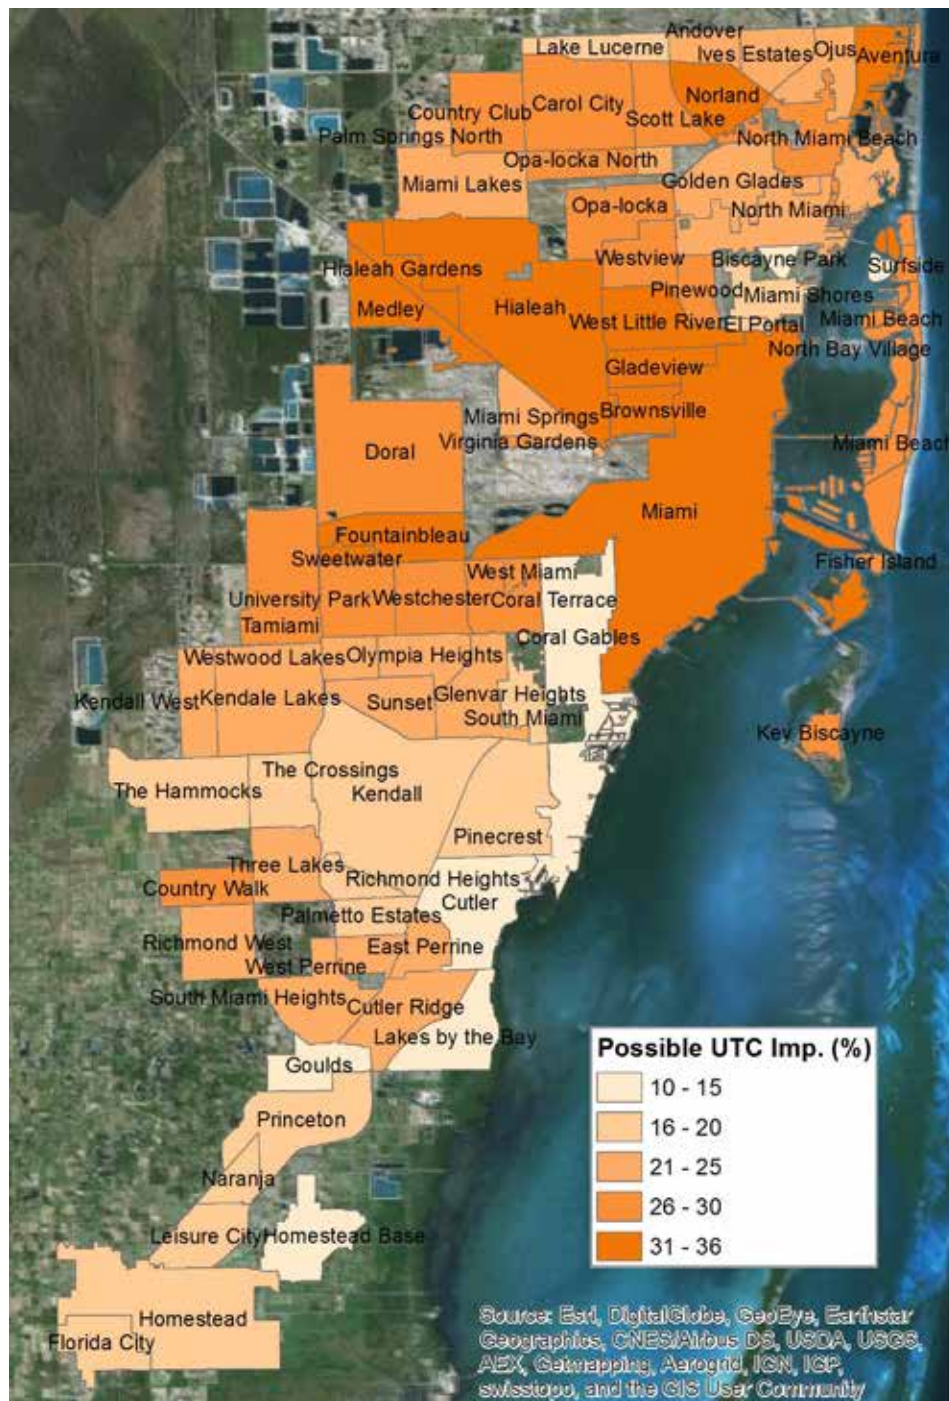 Andover
Lake Lucerne
Ives Estates
Ojus
Aventura
Country Club
Carol City
Norland
Scott Lake
Palm Springs North
North Miami Beach
Opa-locka North
Miami Lakes
Golden Glades
Opa-locka
North Miami
Hialeah Gardens
Westview
Biscayne Park
Surfside
Medley
Hialeah
Pinewood
Miami Shores
West Little River
El Portal
Miami Beach
North Bay Village
Gladeview
Miami Springs
Brownsville
Virginia Gardens
Miami Beach
Doral
Miami
Fountainbleau
Sweetwater
West Miami
Fisher Island
University Park
Westchester
Coral Terrace
Tamiami
Coral Gables
Westwood Lakes
Olympia Heights
Kendall West
Kendale Lakes
Sunset
Glenvar Heights
South Miami
Key Biscayne
The Crossings
The Hammocks
Kendall
Pinecrest
Three Lakes
Country Walk
Richmond Heights
Cutler
Palmetto Estates
Richmond West
East Perrine
West Perrine
South Miami Heights
Cutler Ridge
Lakes by the Bay
Goulds
Princeton
Naranja
Leisure City
Homestead Base
Homestead
Florida City
Possible UTC Imp. (%)
10 - 15
16 - 20
21 - 25
26 - 30
31 - 36
Source: Esri, DigitalGlobe, GeoEye, Earthstar
Geographics, CNES/Airbus DS, USDA, USGS,
AEX, Getmapping, Aerogrid, IGN, IGP,
swisstopo, and the GIS User Community